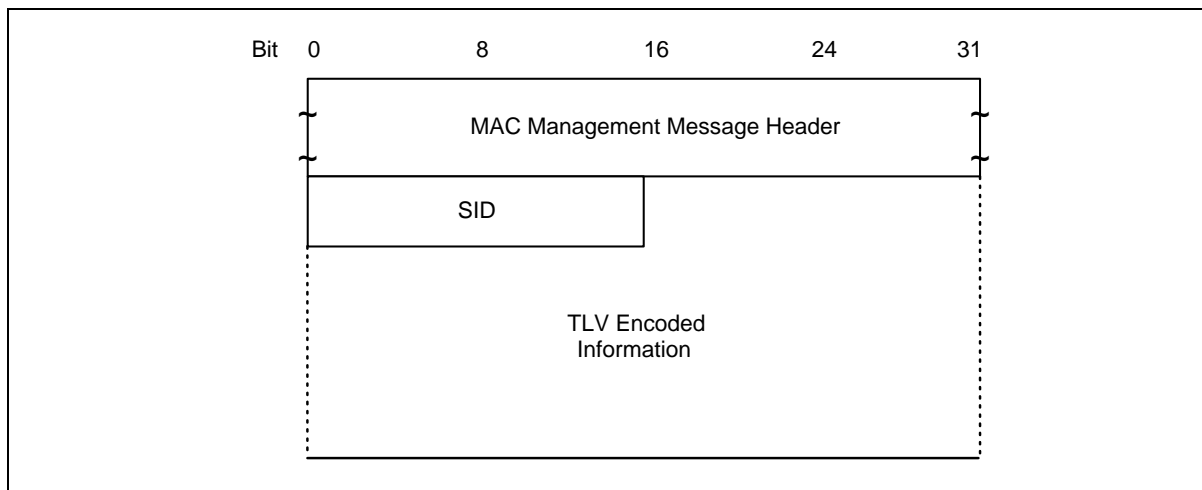 Bit 0 8 16 24 31
MAC Management Message Header
SID
TLV Encoded
Information